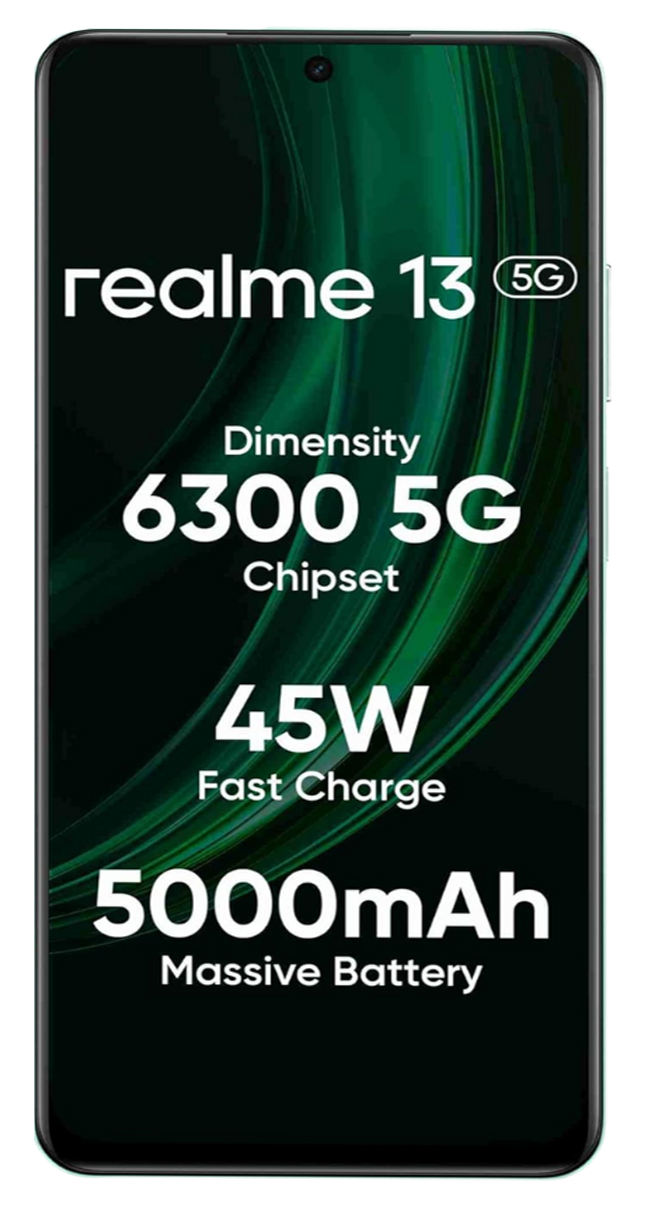 realme 13 5G
Dimensity
6300 5G
Chipset
45W
Fast Charge
5000mAh
Massive Battery